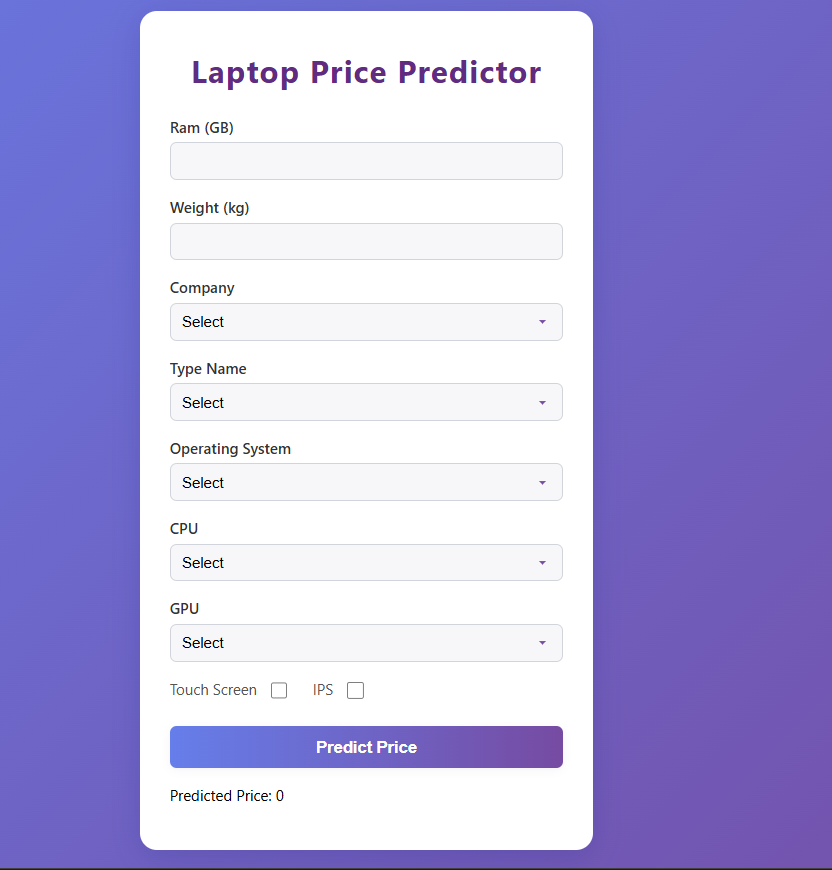 Laptop Price Predictor
Ram (GB)
Weight (kg)
Company
Select
Type Name
Select
Operating System
Select
CPU
Select
GPU
Select
Touch Screen IPS
Predict Price
Predicted Price: 0